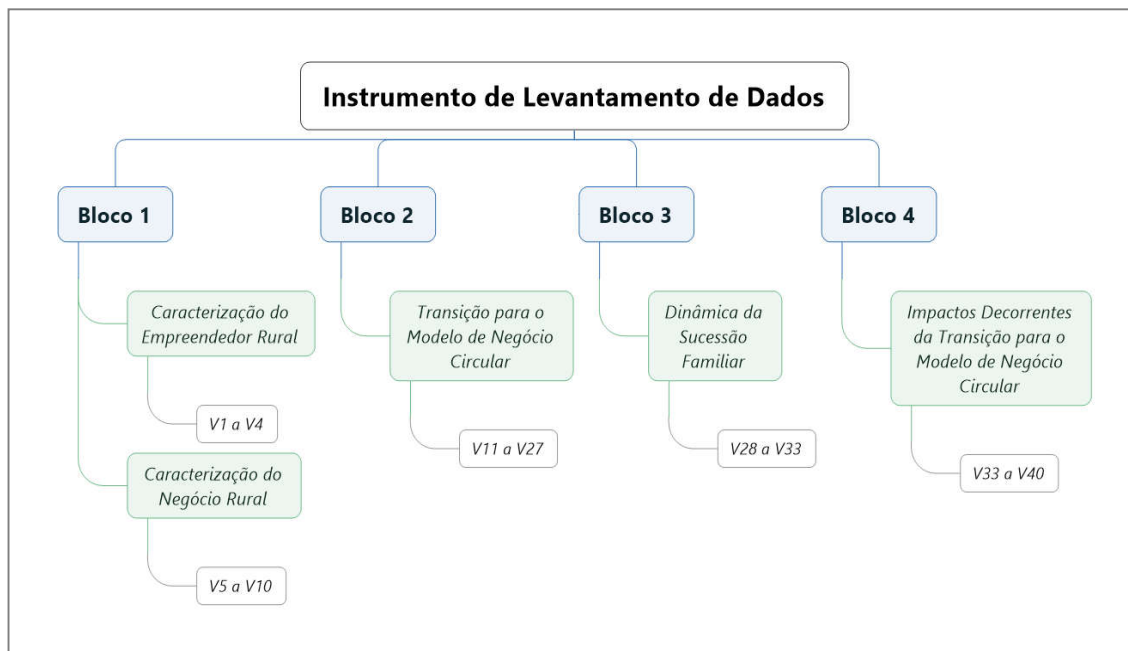 Instrumento de Levantamento de Dados
Bloco 1
Caracterização do
Empreendedor Rural
V1 a V4
Caracterização do
Negócio Rural
V5 a V10
Bloco 2
Transição para o
Modelo de Negócio
Circular
V11 a V27
Bloco 3
Dinâmica da
Sucessão
Familiar
V28 a V33
Bloco 4
Impactos Decorrentes
da Transição para o
Modelo de Negócio
Circular
V33 a V40